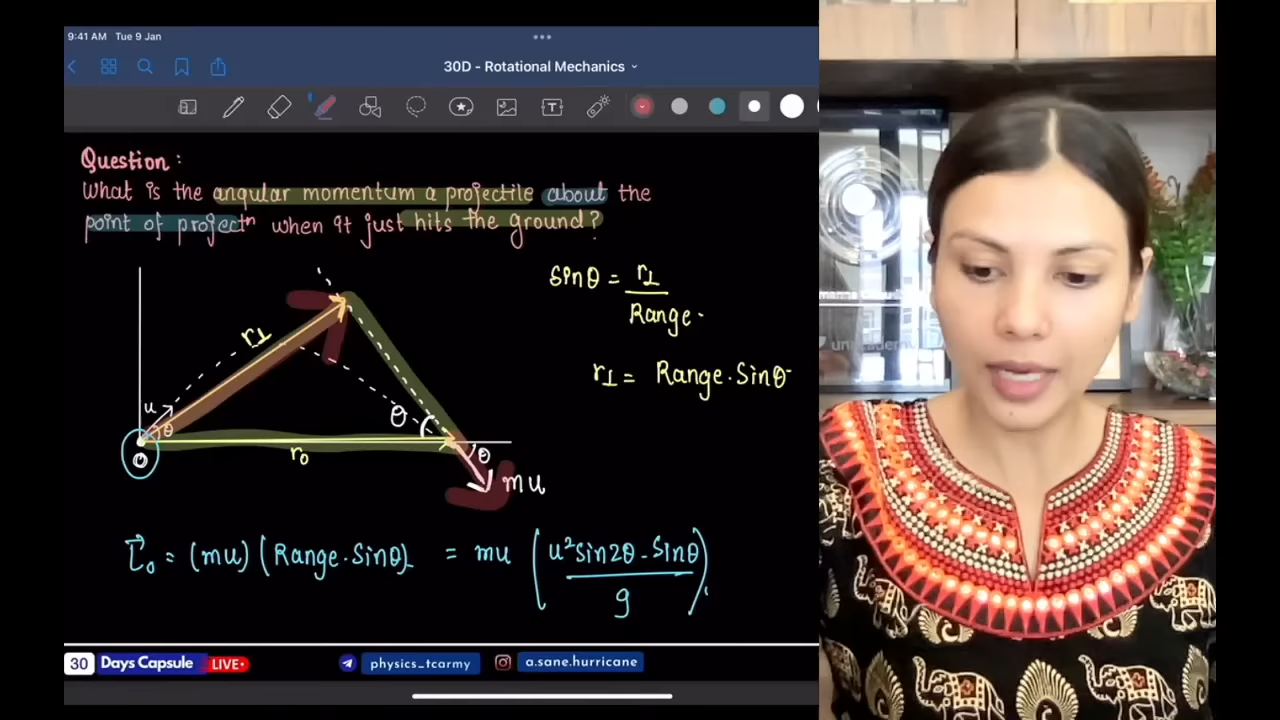 9:41 AM Tue 9 Jan
30D - Rotational Mechanics
Question:
What is the angular momentum a projectile about the
point of projectⁿ when it just hits the ground?
sinθ = r⊥ / Range
r⊥ = Range·Sinθ
r⊥
u
θ
θ
θ
O
r₀
mu
L⃗₀ = (mu) (Range·Sinθ) = mu (u²sin2θ·Sinθ / g)
30 Days Capsule LIVE
physics_tcarmy
a.sane.hurricane